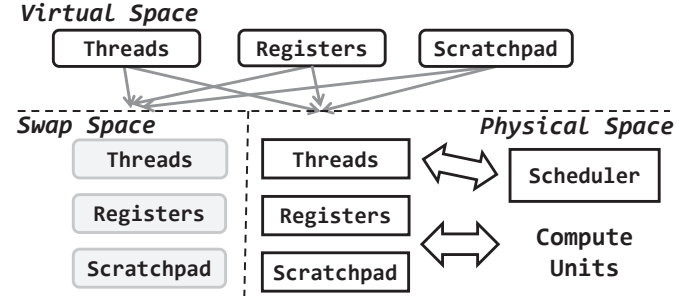 Virtual Space
Threads Registers Scratchpad
Swap Space Physical Space
Threads Threads Scheduler
Registers Registers Compute
Scratchpad Scratchpad Units